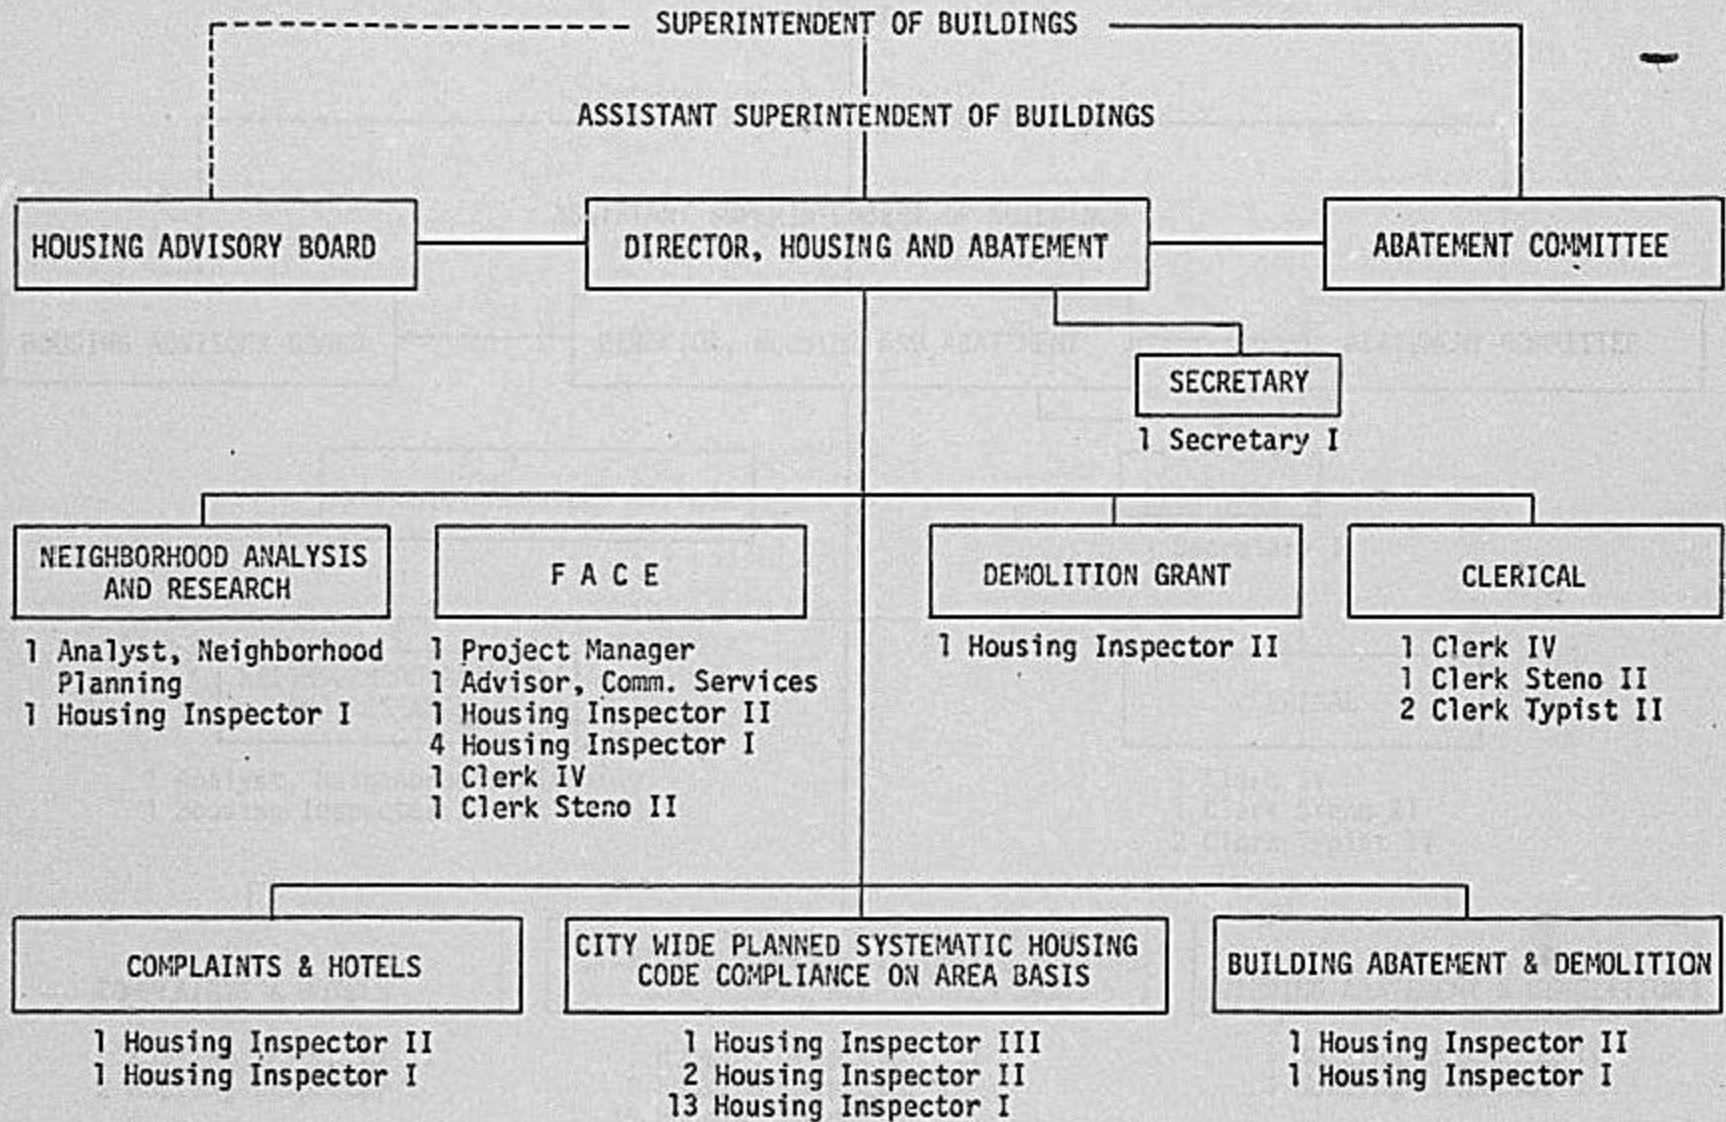 SUPERINTENDENT OF BUILDINGS
ASSISTANT SUPERINTENDENT OF BUILDINGS
HOUSING ADVISORY BOARD
DIRECTOR, HOUSING AND ABATEMENT
ABATEMENT COMMITTEE
SECRETARY
1 Secretary I
NEIGHBORHOOD ANALYSIS
AND RESEARCH
1 Analyst, Neighborhood
Planning
1 Housing Inspector I
F A C E
1 Project Manager
1 Advisor, Comm. Services
1 Housing Inspector II
4 Housing Inspector I
1 Clerk IV
1 Clerk Steno II
DEMOLITION GRANT
1 Housing Inspector II
CLERICAL
1 Clerk IV
1 Clerk Steno II
2 Clerk Typist II
COMPLAINTS & HOTELS
1 Housing Inspector II
1 Housing Inspector I
CITY WIDE PLANNED SYSTEMATIC HOUSING
CODE COMPLIANCE ON AREA BASIS
1 Housing Inspector III
2 Housing Inspector II
13 Housing Inspector I
BUILDING ABATEMENT & DEMOLITION
1 Housing Inspector II
1 Housing Inspector I